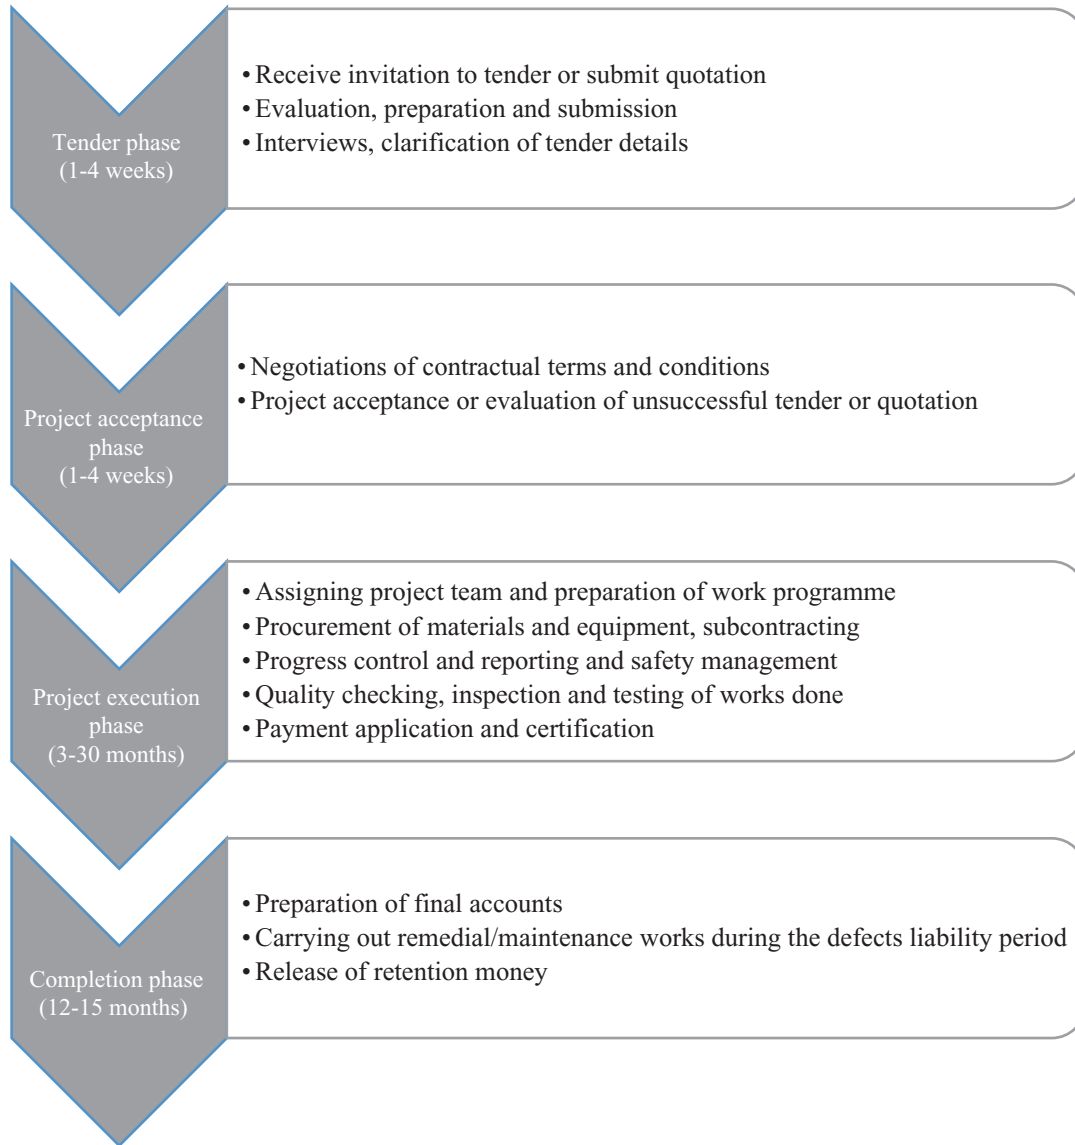 Tender phase
(1-4 weeks)
• Receive invitation to tender or submit quotation
• Evaluation, preparation and submission
• Interviews, clarification of tender details
Project acceptance
phase
(1-4 weeks)
• Negotiations of contractual terms and conditions
• Project acceptance or evaluation of unsuccessful tender or quotation
Project execution
phase
(3-30 months)
• Assigning project team and preparation of work programme
• Procurement of materials and equipment, subcontracting
• Progress control and reporting and safety management
• Quality checking, inspection and testing of works done
• Payment application and certification
Completion phase
(12-15 months)
• Preparation of final accounts
• Carrying out remedial/maintenance works during the defects liability period
• Release of retention money